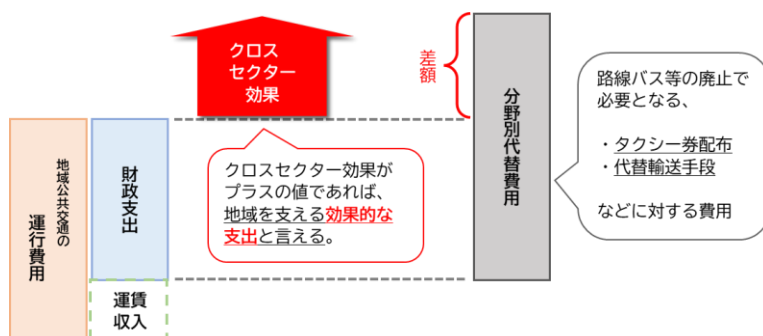 クロス
セクター
効果
差額
分野別代替費用
路線バス等の廃止で
必要となる、
・タクシー券配布
・代替輸送手段
などに対する費用
地域公共交通の
運行費用
財政支出
クロスセクター効果が
プラスの値であれば、
地域を支える効果的な
支出と言える。
運賃
収入